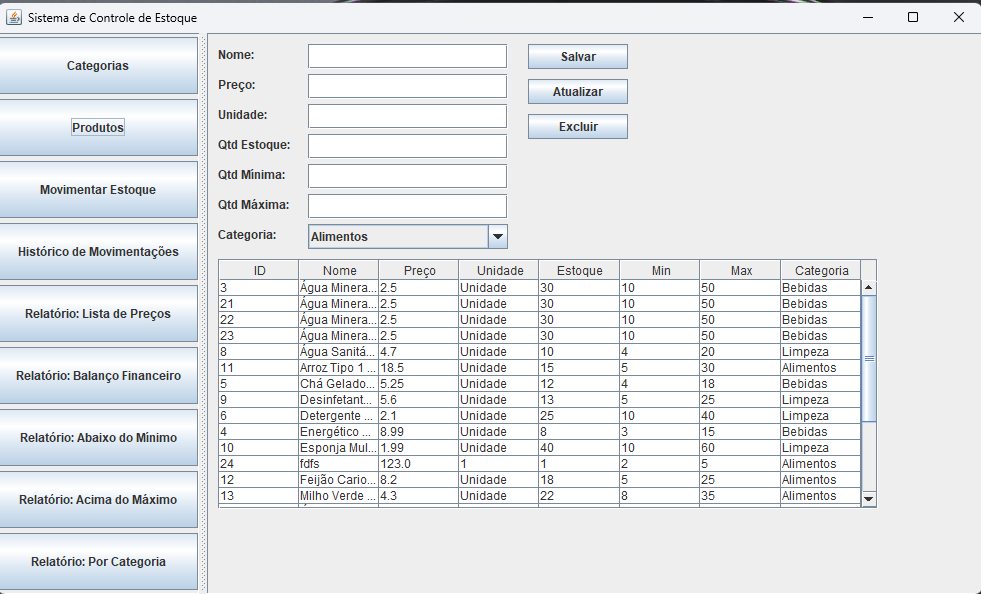 Sistema de Controle de Estoque
Categorias
Produtos
Movimentar Estoque
Histórico de Movimentações
Relatório: Lista de Preços
Relatório: Balanço Financeiro
Relatório: Abaixo do Mínimo
Relatório: Acima do Máximo
Relatório: Por Categoria
Nome:
Preço:
Unidade:
Qtd Estoque:
Qtd Mínima:
Qtd Máxima:
Categoria: Alimentos
Salvar
Atualizar
Excluir
ID Nome Preço Unidade Estoque Min Max Categoria
3 Água Minera... 2.5 Unidade 30 10 50 Bebidas
21 Água Minera... 2.5 Unidade 30 10 50 Bebidas
22 Água Minera... 2.5 Unidade 30 10 50 Bebidas
23 Água Minera... 2.5 Unidade 30 10 50 Bebidas
8 Água Sanitá... 4.7 Unidade 10 4 20 Limpeza
11 Arroz Tipo 1 ... 18.5 Unidade 15 5 30 Alimentos
5 Chá Gelado... 5.25 Unidade 12 4 18 Bebidas
9 Desinfetant... 5.6 Unidade 13 5 25 Limpeza
6 Detergente ... 2.1 Unidade 25 10 40 Limpeza
4 Energético ... 8.99 Unidade 8 3 15 Bebidas
10 Esponja Mul... 1.99 Unidade 40 10 60 Limpeza
24 fdfs 123.0 1 1 2 5 Alimentos
12 Feijão Cario... 8.2 Unidade 18 5 25 Alimentos
13 Milho Verde ... 4.3 Unidade 22 8 35 Alimentos